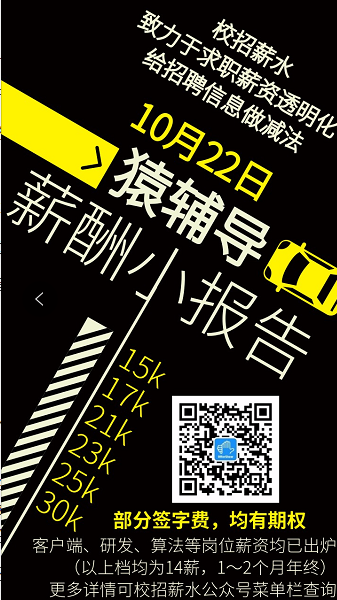 校招薪水
致力于求职薪资透明化
给招聘信息做减法
10月22日
猿辅导
薪酬小报告
15k
17k
21k
23k
25k
30k
部分签字费，均有期权
客户端、研发、算法等岗位薪资均已出炉
（以上档均为14薪，1～2个月年终）
更多详情可校招薪水公众号菜单栏查询